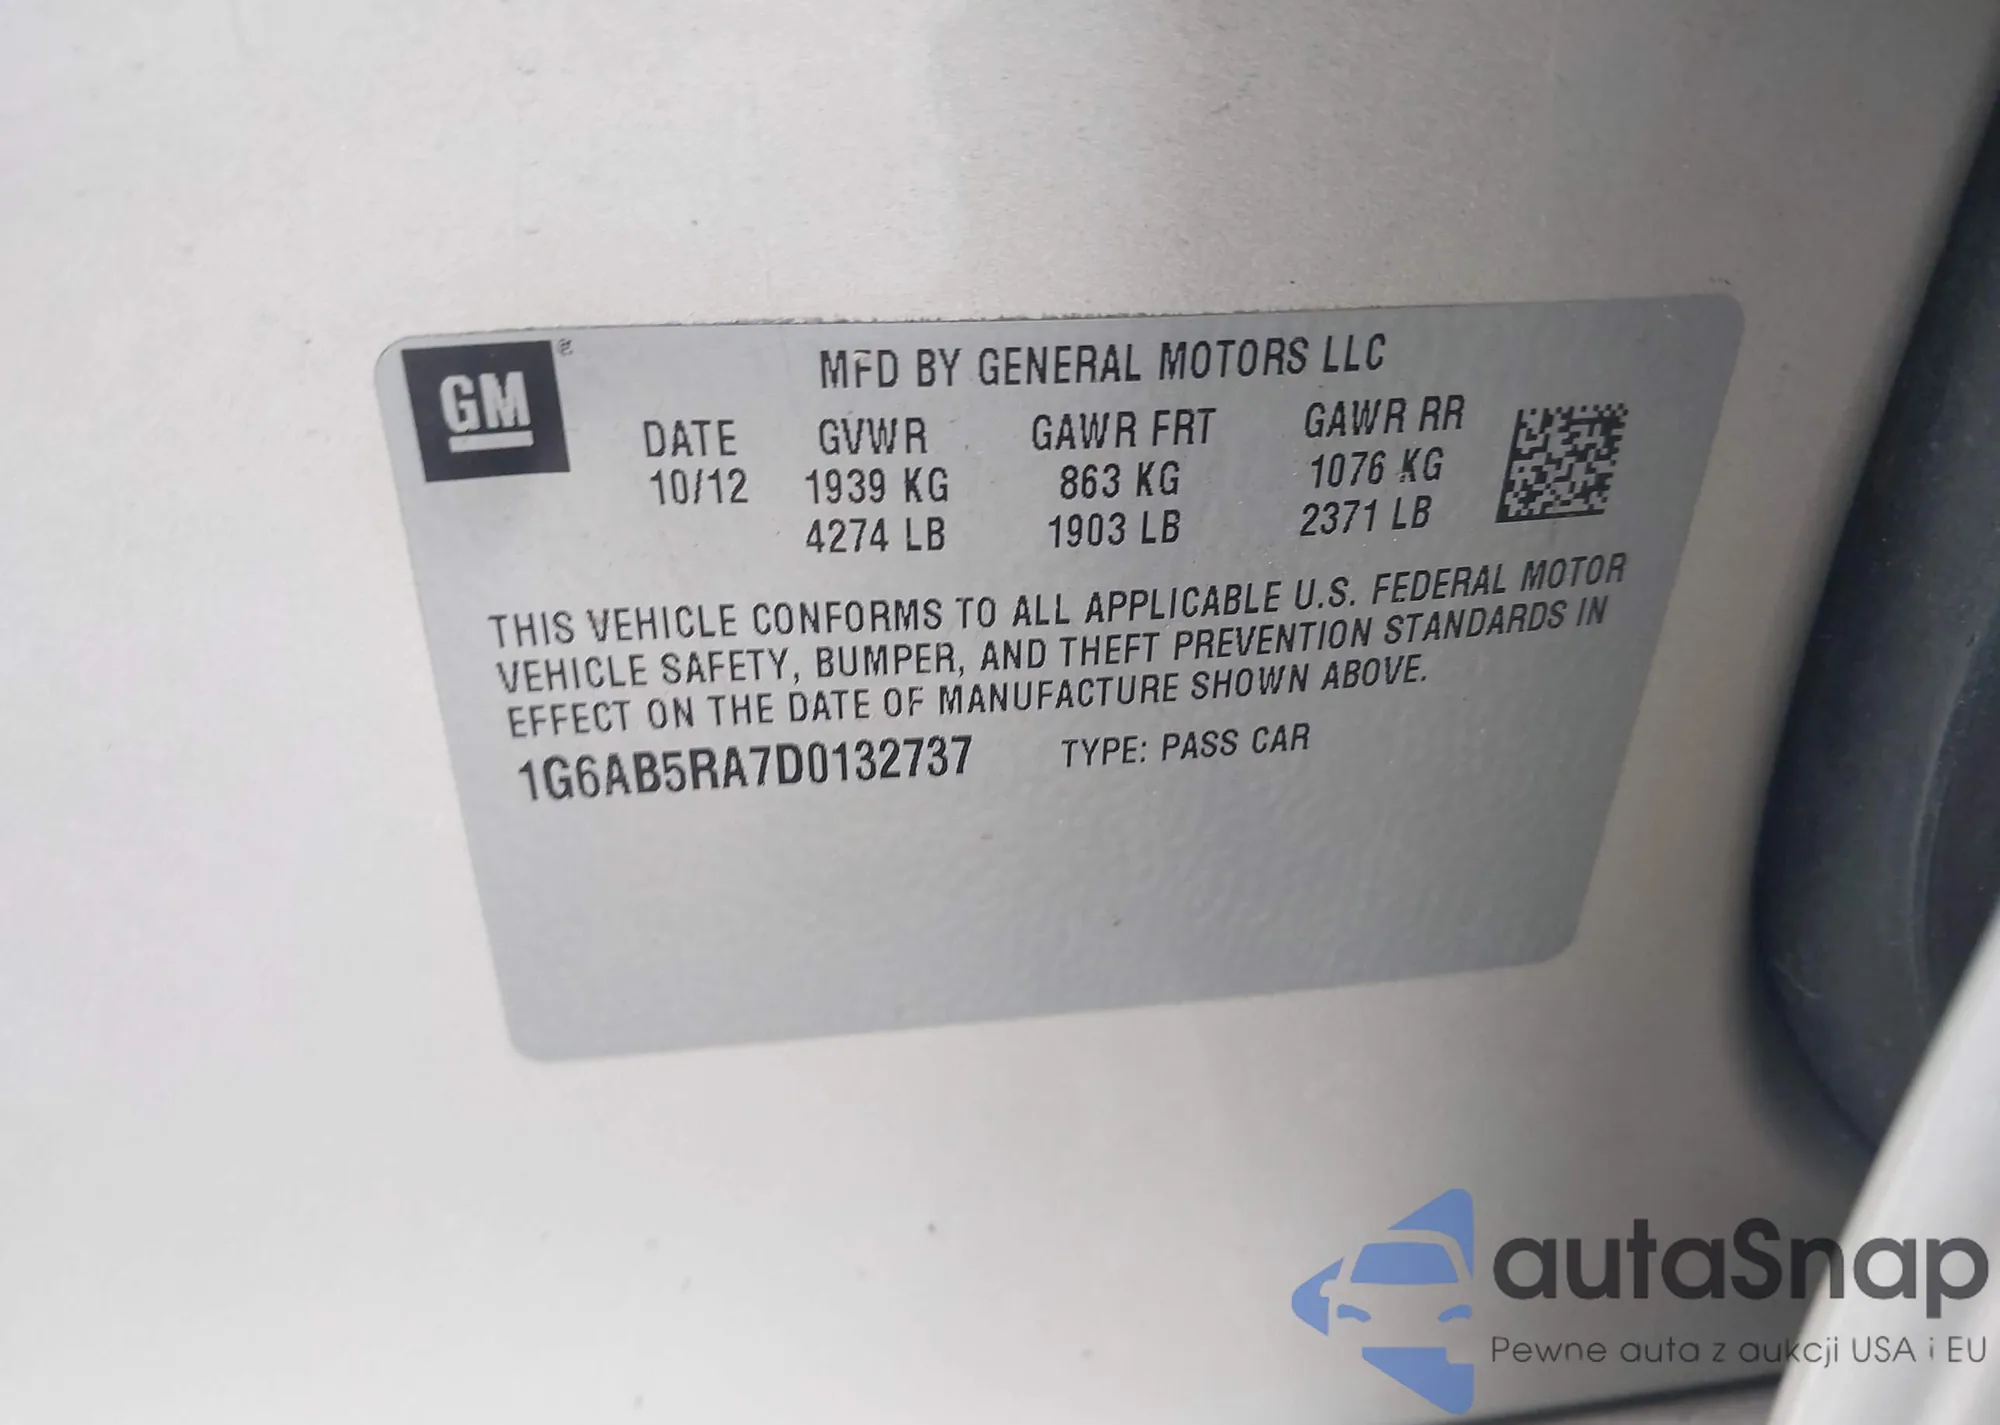 GM
MFD BY GENERAL MOTORS LLC
DATE GVWR GAWR FRT GAWR RR
10/12 1939 KG 863 KG 1076 KG
4274 LB 1903 LB 2371 LB
THIS VEHICLE CONFORMS TO ALL APPLICABLE U.S. FEDERAL MOTOR
VEHICLE SAFETY, BUMPER, AND THEFT PREVENTION STANDARDS IN
EFFECT ON THE DATE OF MANUFACTURE SHOWN ABOVE.
1G6AB5RA7D0132737 TYPE: PASS CAR
autaSnap
Pewne auta z aukcji USA i EU